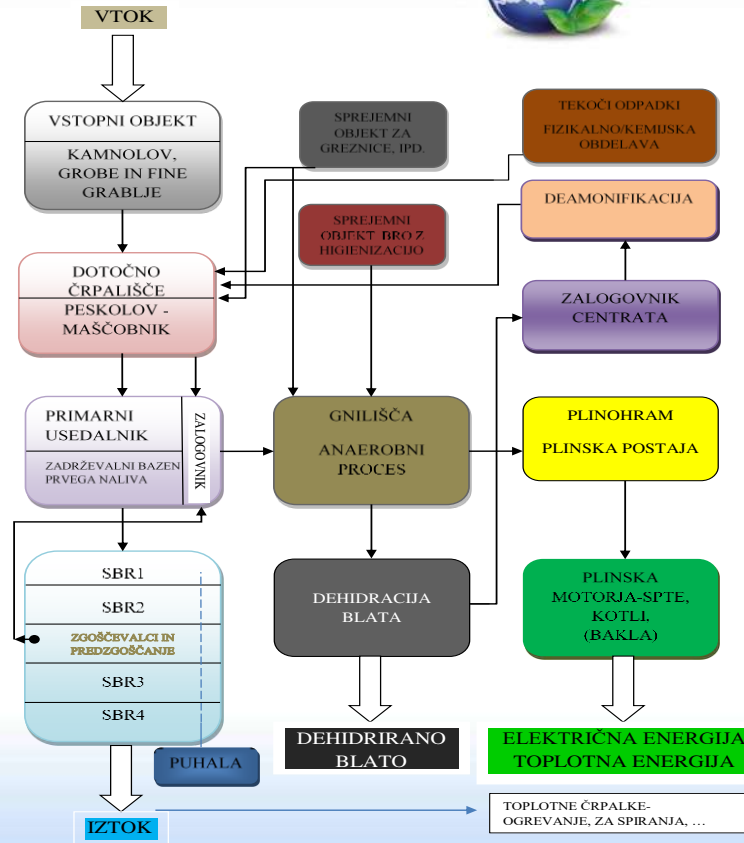 VTOK
VSTOPNI OBJEKT
KAMNOLOV,
GROBE IN FINE
GRABLJE
SPREJEMNI
OBJEKT ZA
GREZNICE, IPD.
TEKOČI ODPADKI
FIZIKALNO/KEMIJSKA
OBDELAVA
SPREJEMNI
OBJEKT BRO Z
HIGIENIZACIJO
DEAMONIFIKACIJA
DOTOČNO
ČRPALIŠČE
PESKOLOV -
MAŠČOBNIK
ZALOGOVNIK
CENTRATA
PRIMARNI
USEDALNIK
ZADRŽEVALNI BAZEN
PRVEGA NALIVA
ZALOGOVNIK
GNILIŠČA
ANAEROBNI
PROCES
PLINOHRAM
PLINSKA POSTAJA
SBR1
SBR2
ZGOŠČEVALCI IN
PREDZGOŠČANJE
SBR3
SBR4
DEHIDRACIJA
BLATA
PLINSKA
MOTORJA-SPTE,
KOTLI,
(BAKLA)
PUHALA
DEHIDRIRANO
BLATO
ELEKTRIČNA ENERGIJA
TOPLOTNA ENERGIJA
IZTOK
TOPLOTNE ČRPALKE-
OGREVANJE, ZA SPIRANJA, …